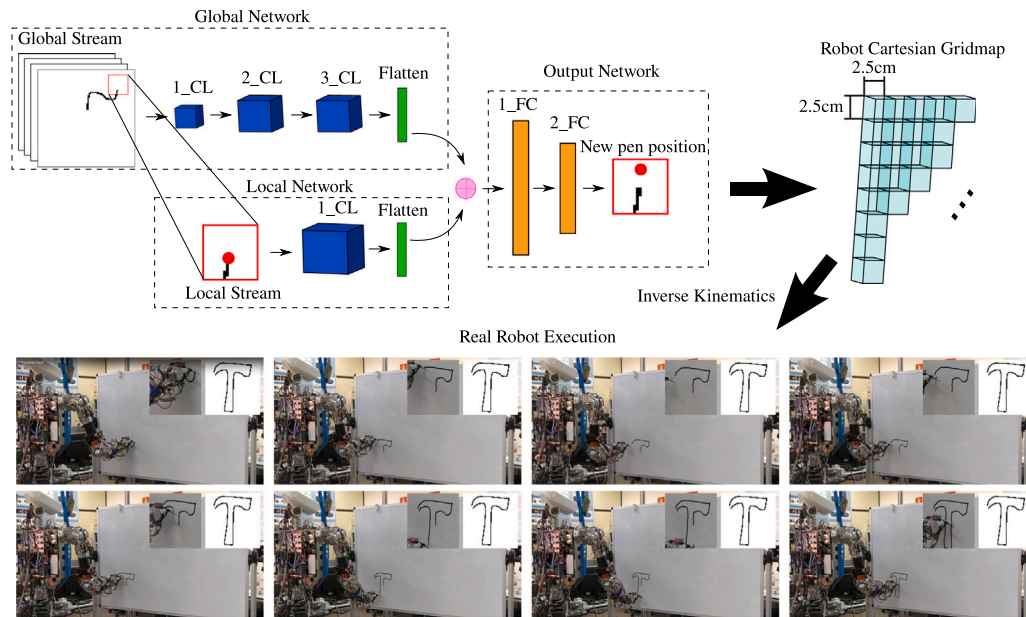 Global Network
Global Stream
1_CL
2_CL
3_CL
Flatten
Local Network
1_CL
Flatten
Local Stream
Output Network
1_FC
2_FC
New pen position
Robot Cartesian Gridmap
2.5cm
2.5cm
Inverse Kinematics
Real Robot Execution